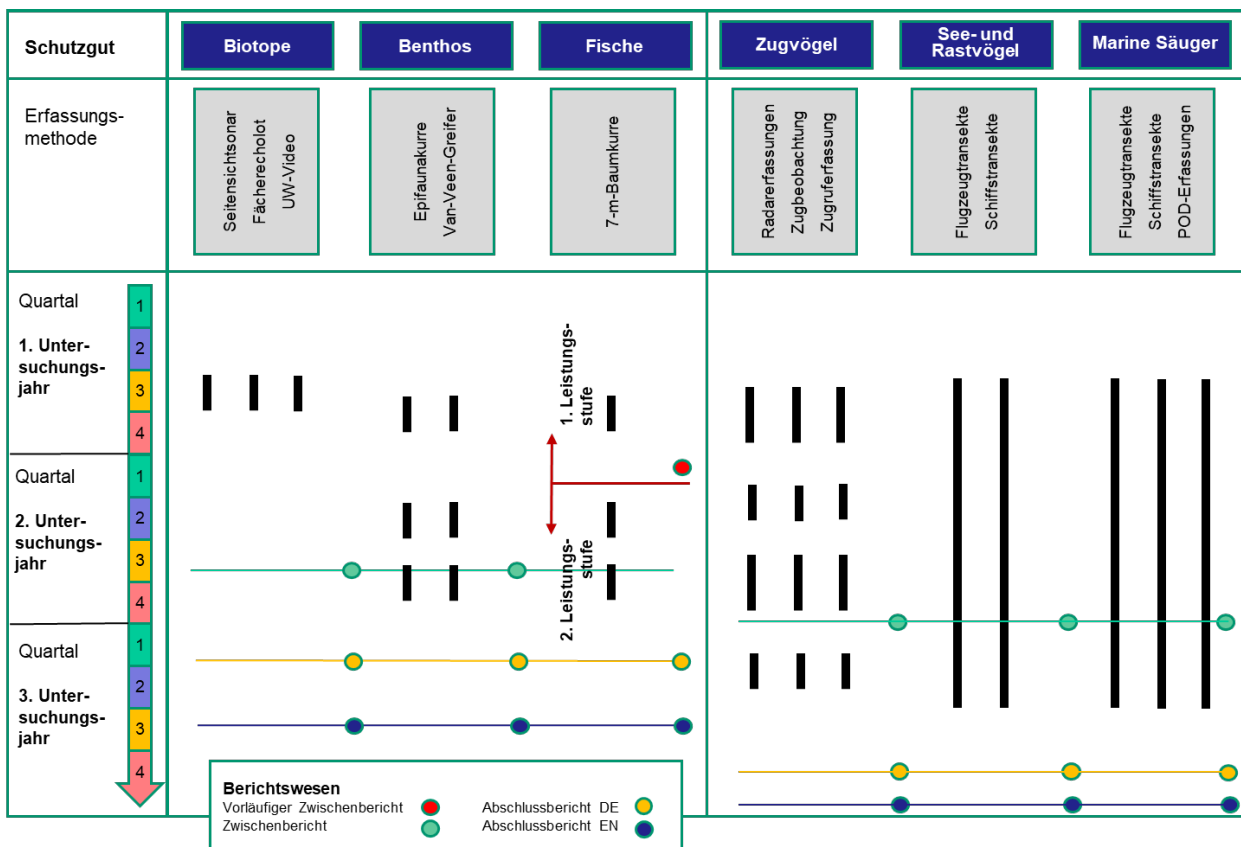 Schutzgut
Biotope
Benthos
Fische
Zugvögel
See- und
Rastvögel
Marine Säuger
Erfassungs-
methode
Seitensichtsonar
Fächerecholot
UW-Video
Epifaunakurre
Van-Veen-Greifer
7-m-Baumkurre
Radarerfassungen
Zugbeobachtung
Zugruferfassung
Flugzeugtransekte
Schiffstransekte
Flugzeugtransekte
Schiffstransekte
POD-Erfassungen
Quartal
1. Unter-
suchungs-
jahr
1
2
3
4
Quartal
2. Unter-
suchungs-
jahr
1
2
3
4
Quartal
3. Unter-
suchungs-
jahr
1
2
3
4
1. Leistungs-
stufe
2. Leistungs-
stufe
Berichtswesen
Vorläufiger Zwischenbericht
Zwischenbericht
Abschlussbericht DE
Abschlussbericht EN